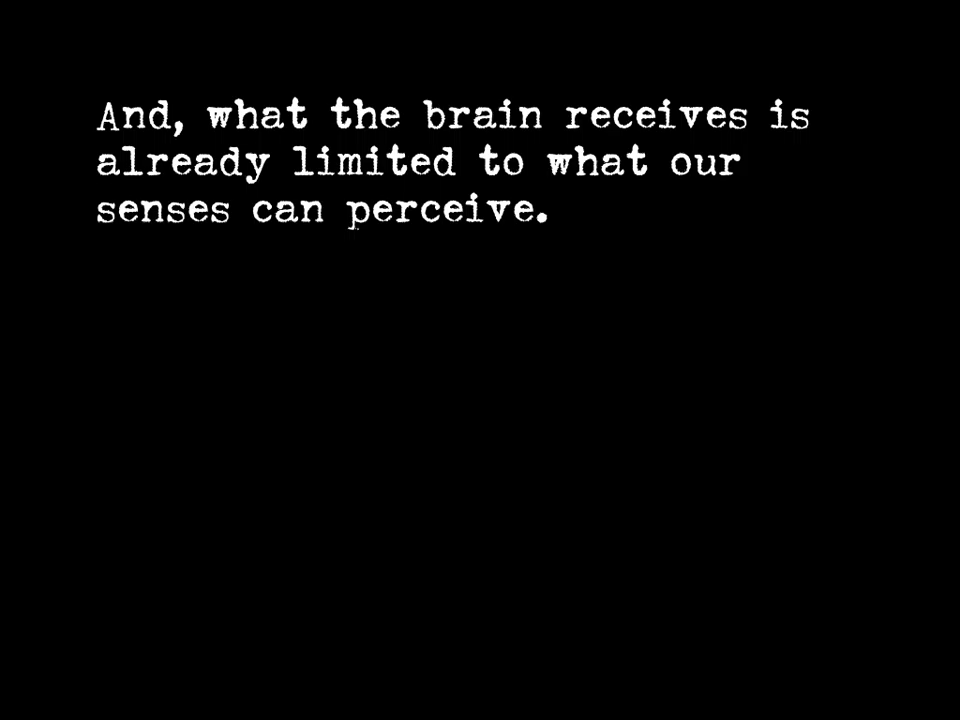 And, what the brain receives is
already limited to what our
senses can perceive.